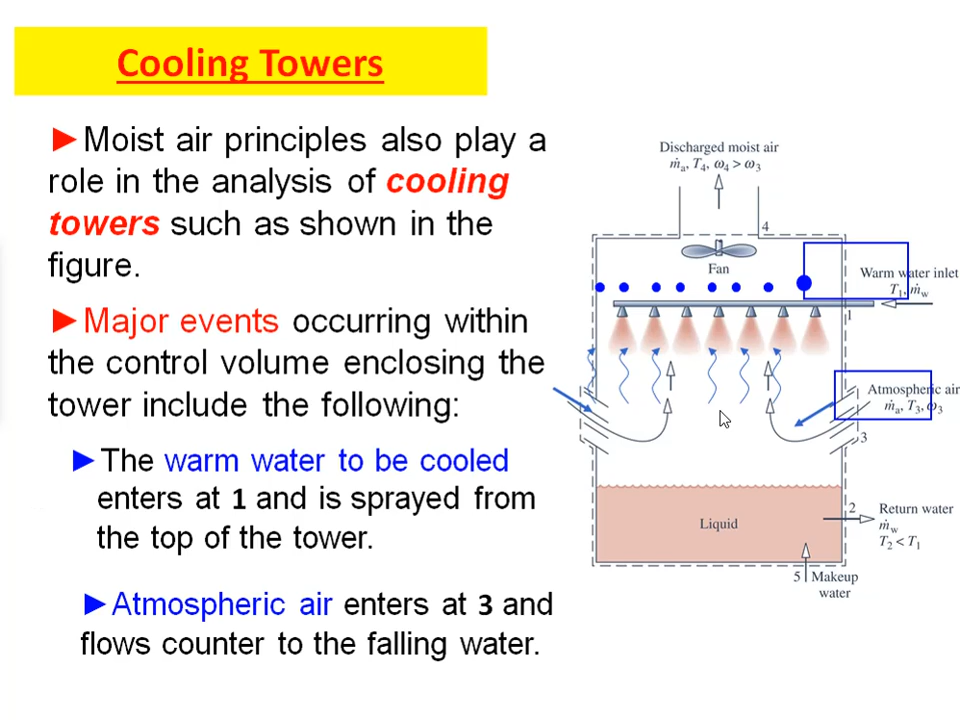 Cooling Towers
►Moist air principles also play a
role in the analysis of cooling
towers such as shown in the
figure.
►Major events occurring within
the control volume enclosing the
tower include the following:
►The warm water to be cooled
enters at 1 and is sprayed from
the top of the tower.
►Atmospheric air enters at 3 and
flows counter to the falling water.
Discharged moist air
ṁa, T4, ω4 > ω3
4
Fan
Warm water inlet
T1, ṁw
1
Atmospheric air
ṁa, T3, ω3
3
Liquid
2
Return water
ṁw
T2 < T1
5
Makeup
water